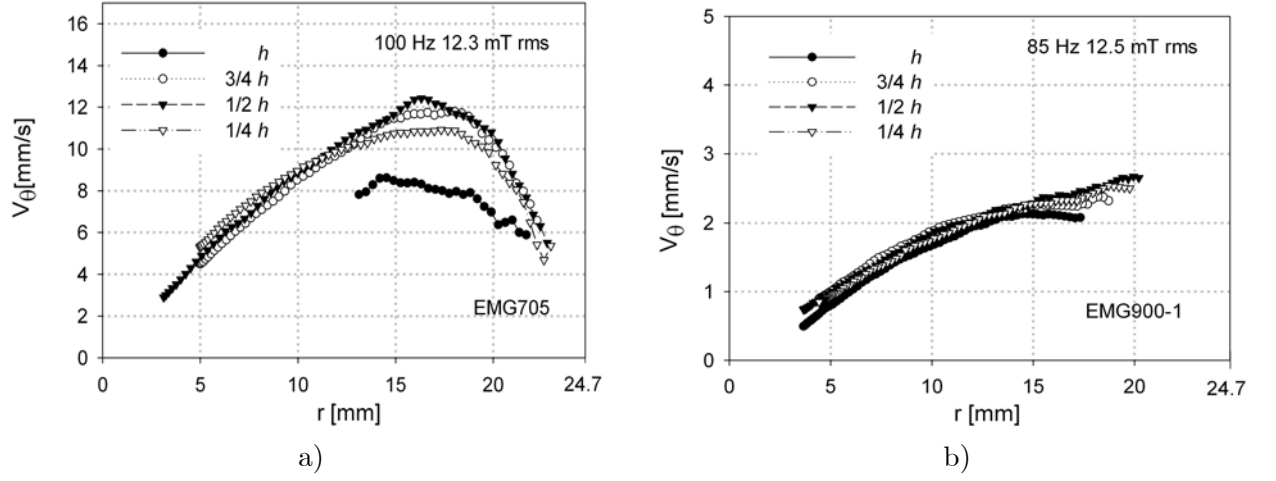 16
14
12
10
8
6
4
2
0
V_θ[mm/s]
100 Hz 12.3 mT rms
h
3/4 h
1/2 h
1/4 h
EMG705
0 5 10 15 20 24.7
r [mm]
a)
5
4
3
2
1
0
V_θ [mm/s]
85 Hz 12.5 mT rms
h
3/4 h
1/2 h
1/4 h
EMG900-1
0 5 10 15 20 24.7
r [mm]
b)